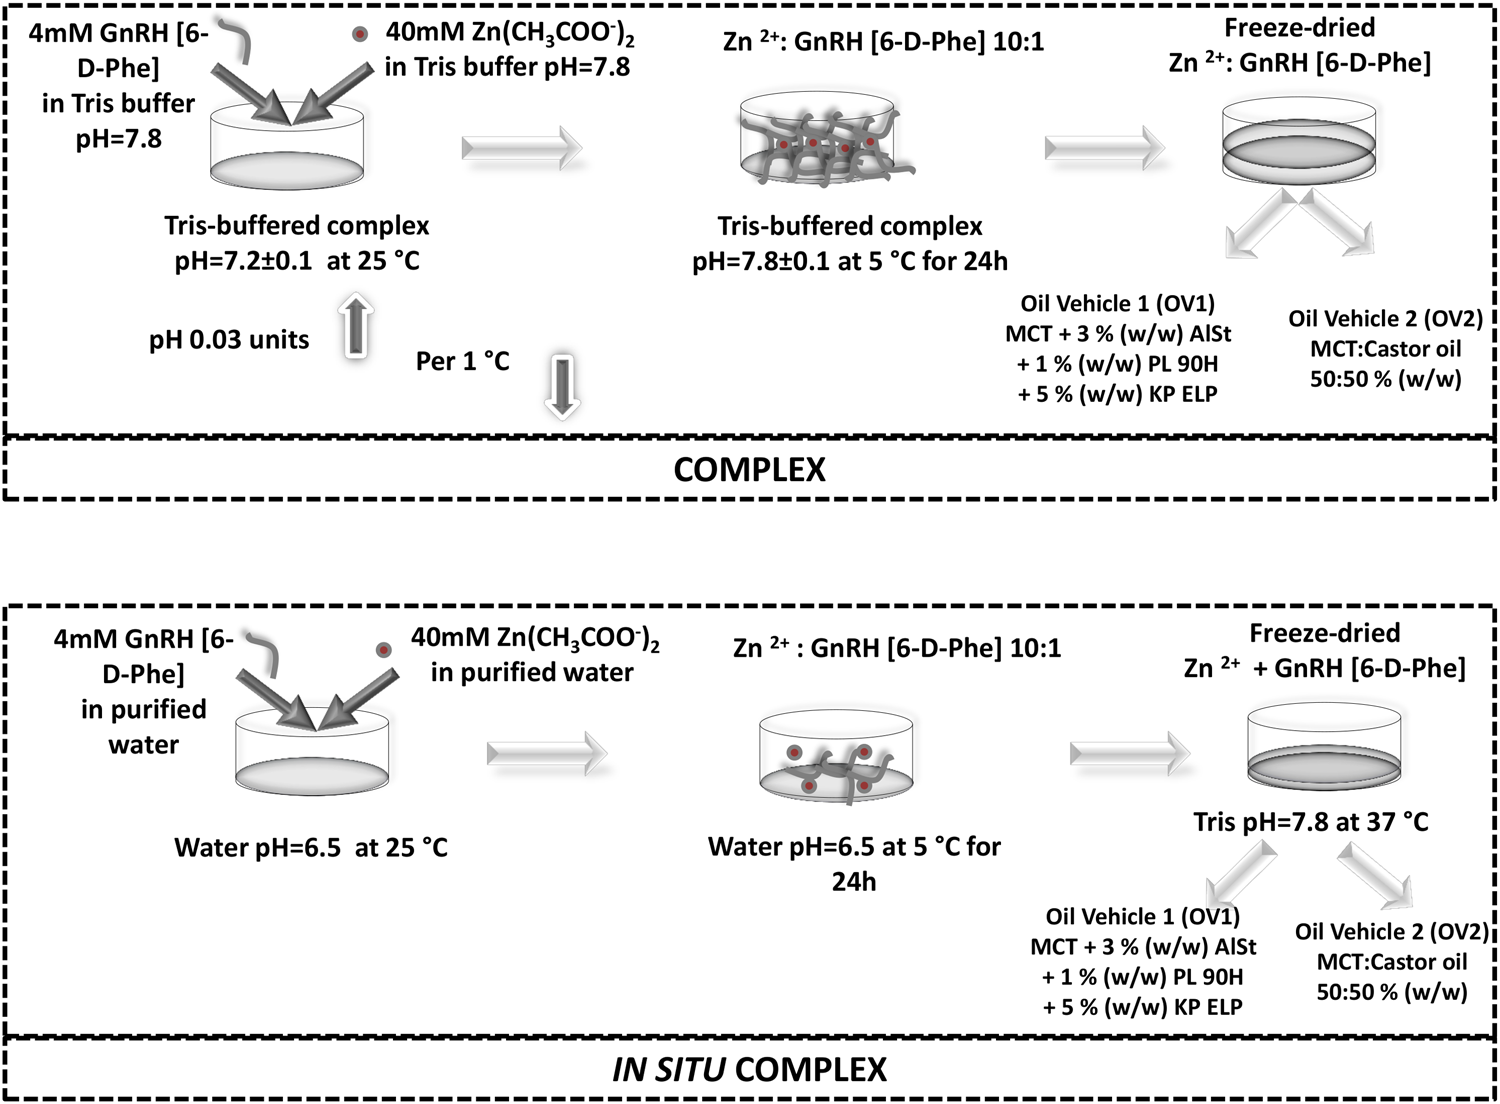 4mM GnRH [6-
D-Phe]
in Tris buffer
pH=7.8
40mM Zn(CH₃COO⁻)₂
in Tris buffer pH=7.8
Tris-buffered complex
pH=7.2±0.1 at 25 °C
pH 0.03 units
Per 1 °C
Zn ²⁺: GnRH [6-D-Phe] 10:1
Tris-buffered complex
pH=7.8±0.1 at 5 °C for 24h
Freeze-dried
Zn ²⁺: GnRH [6-D-Phe]
Oil Vehicle 1 (OV1)
MCT + 3 % (w/w) AlSt
+ 1 % (w/w) PL 90H
+ 5 % (w/w) KP ELP
Oil Vehicle 2 (OV2)
MCT:Castor oil
50:50 % (w/w)
COMPLEX
4mM GnRH [6-
D-Phe]
in purified
water
40mM Zn(CH₃COO⁻)₂
in purified water
Water pH=6.5 at 25 °C
Zn ²⁺ : GnRH [6-D-Phe] 10:1
Water pH=6.5 at 5 °C for
24h
Freeze-dried
Zn ²⁺ + GnRH [6-D-Phe]
Tris pH=7.8 at 37 °C
Oil Vehicle 1 (OV1)
MCT + 3 % (w/w) AlSt
+ 1 % (w/w) PL 90H
+ 5 % (w/w) KP ELP
Oil Vehicle 2 (OV2)
MCT:Castor oil
50:50 % (w/w)
IN SITU COMPLEX